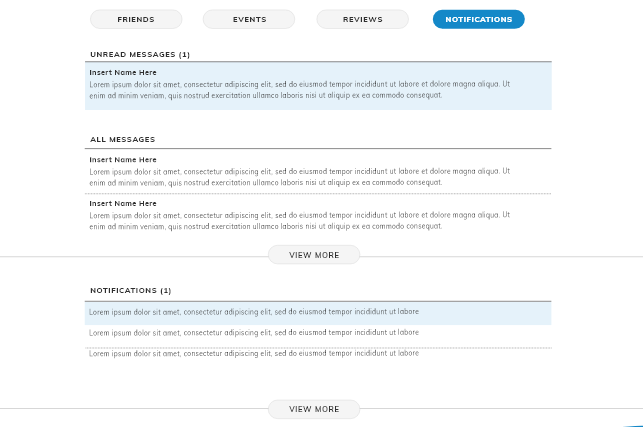 FRIENDS EVENTS REVIEWS NOTIFICATIONS
UNREAD MESSAGES (1)
Insert Name Here
Lorem ipsum dolor sit amet, consectetur adipiscing elit, sed do eiusmod tempor incididunt ut labore et dolore magna aliqua. Ut
enim ad minim veniam, quis nostrud exercitation ullamco laboris nisi ut aliquip ex ea commodo consequat.
ALL MESSAGES
Insert Name Here
Lorem ipsum dolor sit amet, consectetur adipiscing elit, sed do eiusmod tempor incididunt ut labore et dolore magna aliqua. Ut
enim ad minim veniam, quis nostrud exercitation ullamco laboris nisi ut aliquip ex ea commodo consequat.
Insert Name Here
Lorem ipsum dolor sit amet, consectetur adipiscing elit, sed do eiusmod tempor incididunt ut labore et dolore magna aliqua. Ut
enim ad minim veniam, quis nostrud exercitation ullamco laboris nisi ut aliquip ex ea commodo consequat.
VIEW MORE
NOTIFICATIONS (1)
Lorem ipsum dolor sit amet, consectetur adipiscing elit, sed do eiusmod tempor incididunt ut labore
Lorem ipsum dolor sit amet, consectetur adipiscing elit, sed do eiusmod tempor incididunt ut labore
Lorem ipsum dolor sit amet, consectetur adipiscing elit, sed do eiusmod tempor incididunt ut labore
VIEW MORE